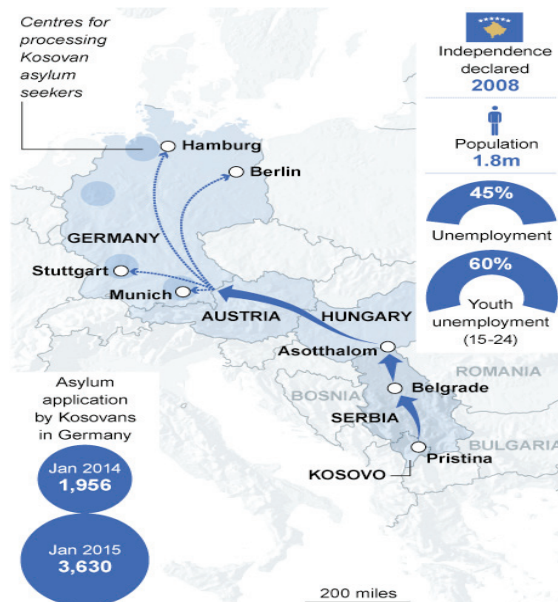 Centres for
processing
Kosovan
asylum
seekers
Independence
declared
2008
Population
1.8m
45%
Unemployment
60%
Youth
unemployment
(15-24)
Hamburg
Berlin
GERMANY
Stuttgart
Munich
AUSTRIA
HUNGARY
Asotthalom
ROMANIA
Belgrade
BOSNIA
SERBIA
BULGARIA
Pristina
KOSOVO
Asylum
application
by Kosovans
in Germany
Jan 2014
1,956
Jan 2015
3,630
200 miles